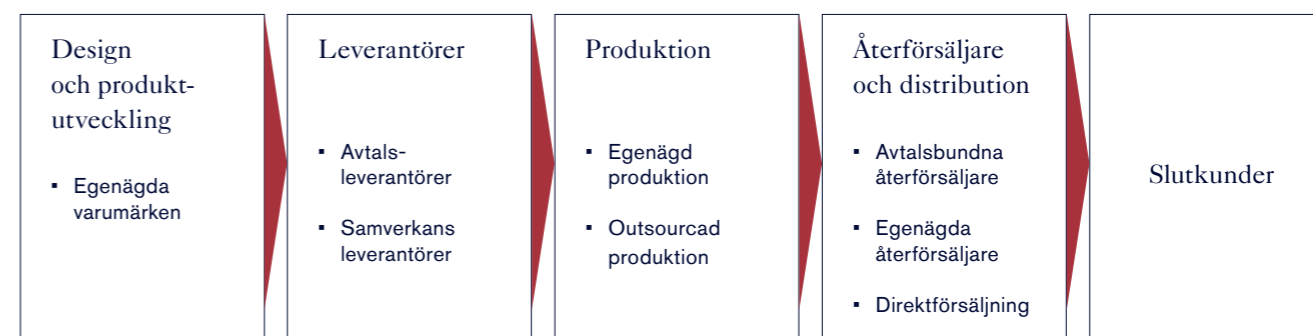 Design
och produkt-
utveckling
▪ Egenägda
varumärken
Leverantörer
▪ Avtals-
leverantörer
▪ Samverkans
leverantörer
Produktion
▪ Egenägd
produktion
▪ Outsourcad
produktion
Återförsäljare
och distribution
▪ Avtalsbundna
återförsäljare
▪ Egenägda
återförsäljare
▪ Direktförsäljning
Slutkunder